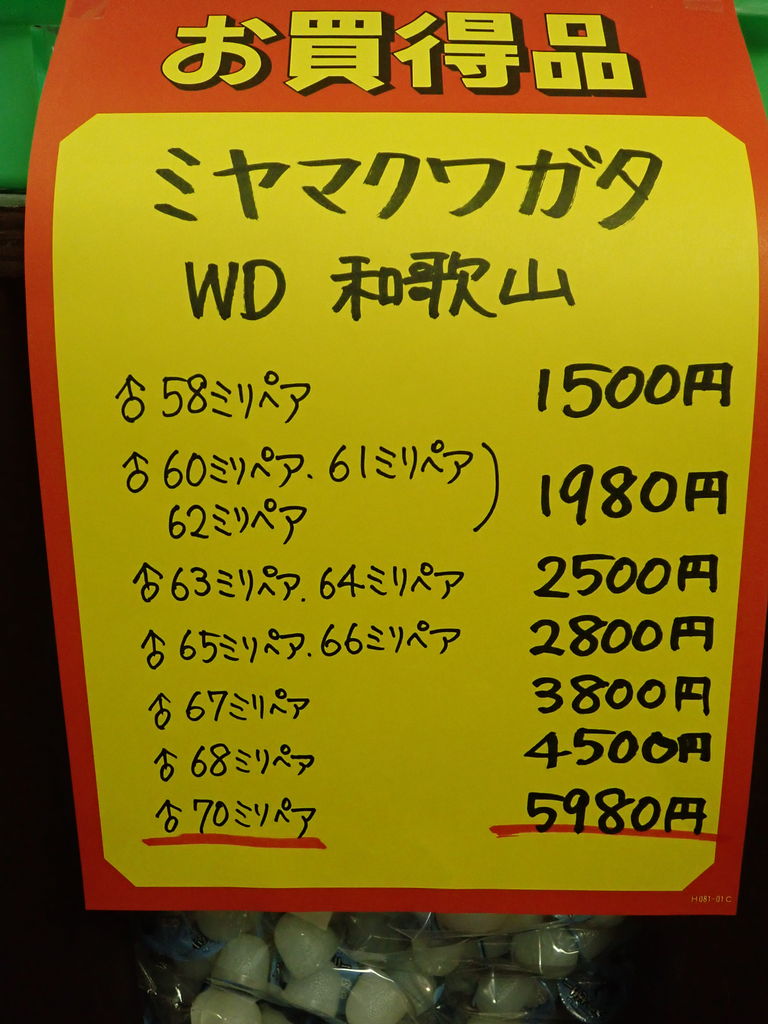 お買得品
ミヤマクワガタ
WD 和歌山
♂58ミリペア 1500円
♂60ミリペア. 61ミリペア
62ミリペア) 1980円
♂63ミリペア. 64ミリペア 2500円
♂65ミリペア. 66ミリペア 2800円
♂67ミリペア 3800円
♂68ミリペア 4500円
♂70ミリペア 5980円
H081-01C